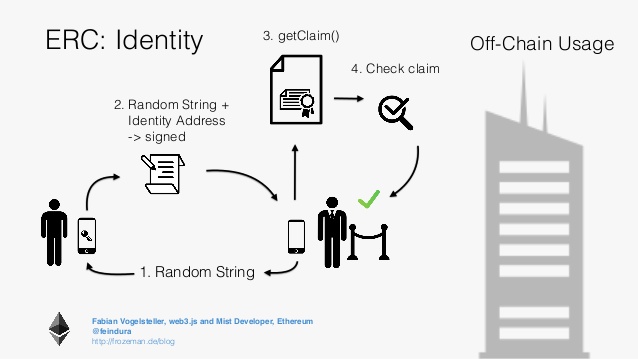 ERC: Identity
3. getClaim()
Off-Chain Usage
4. Check claim
2. Random String +
Identity Address
-> signed
1. Random String
Fabian Vogelsteller, web3.js and Mist Developer, Ethereum
@feindura
http://frozeman.de/blog